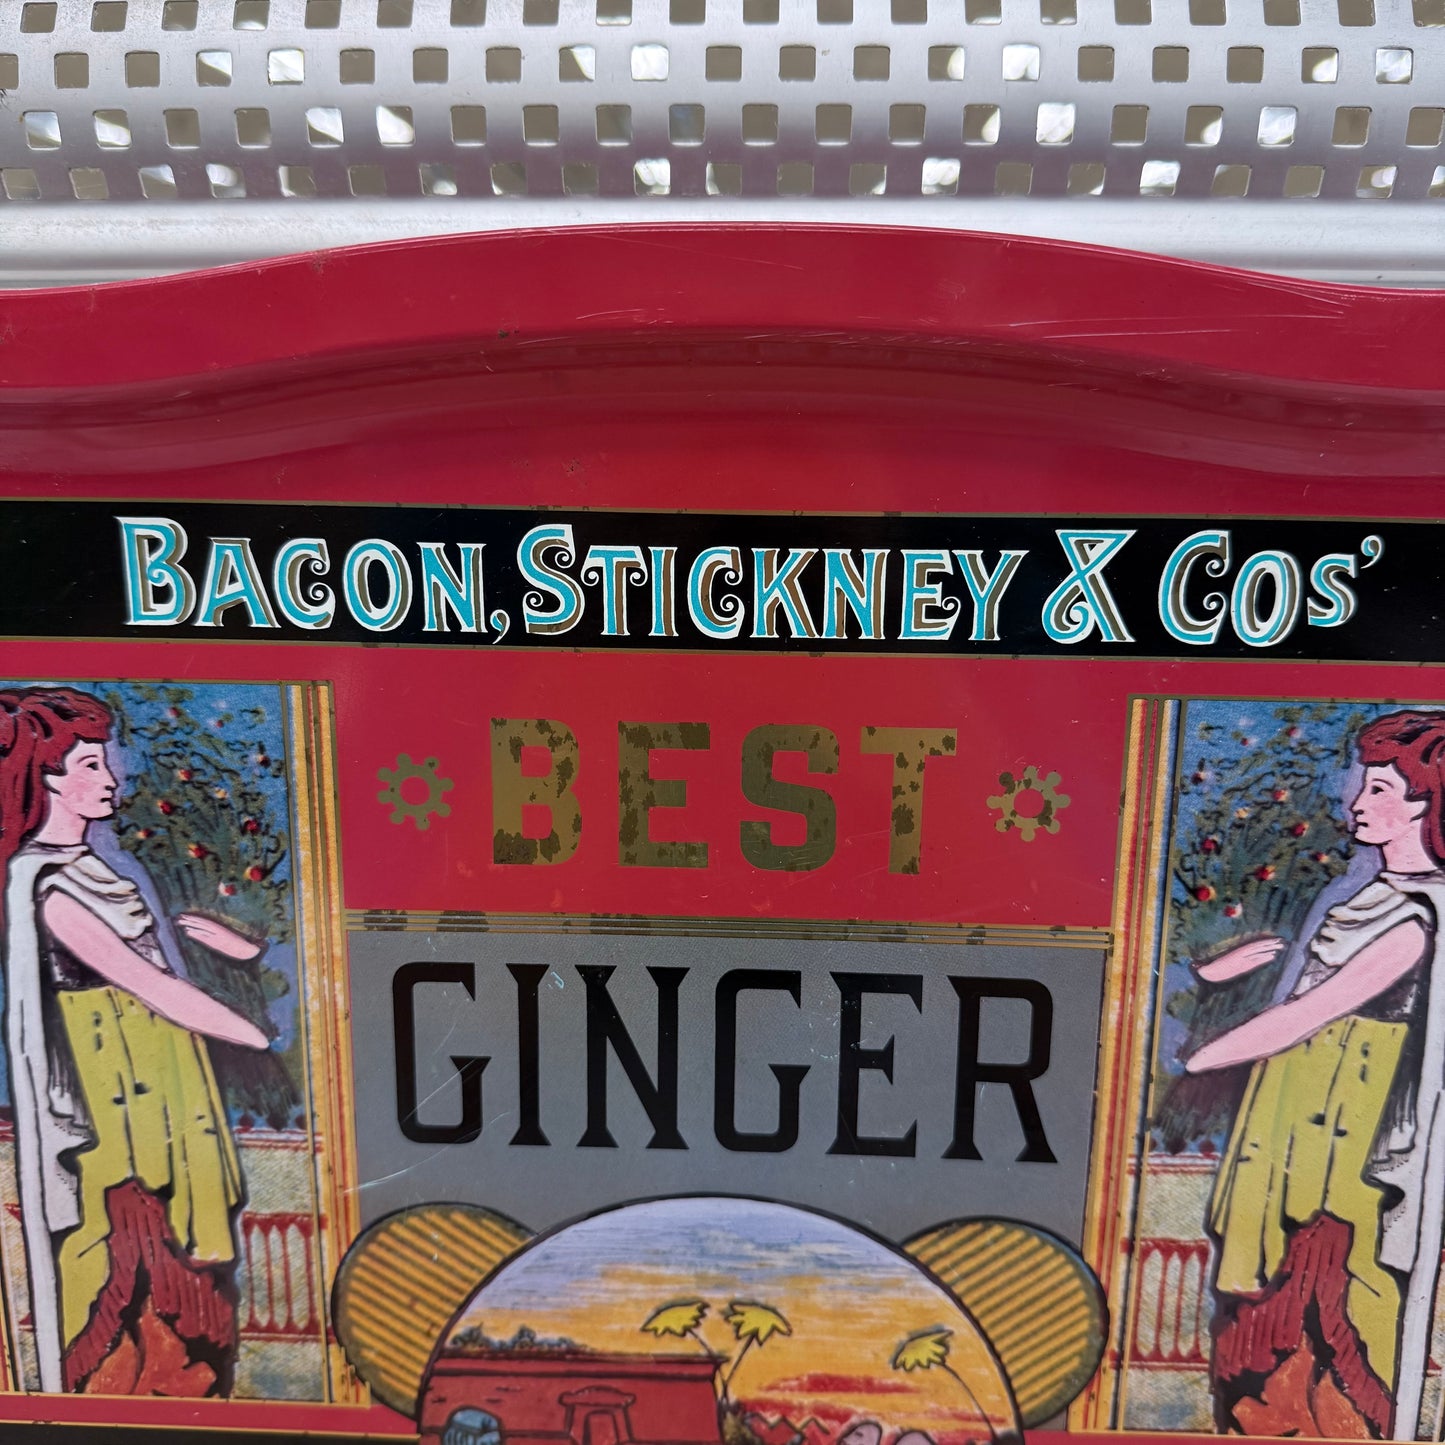 BACON, STICKNEY & COS'
BEST
GINGER